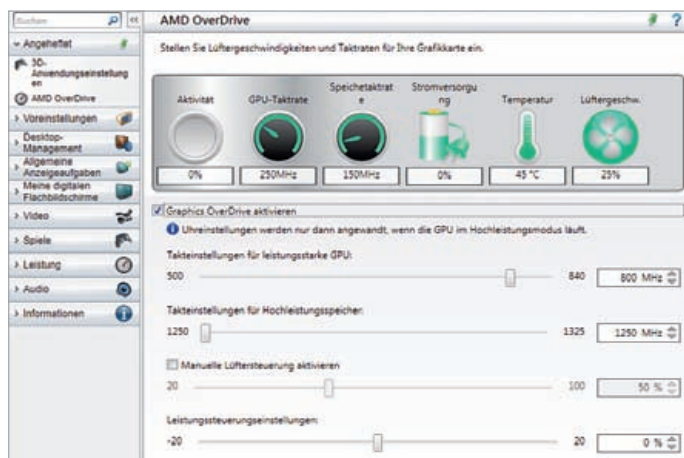 Suchen
AMD OverDrive
Angeheftet
3D-
Anwendungseinstellung
en
AMD OverDrive
Voreinstellungen
Desktop-
Management
Allgemeine
Anzeigeaufgaben
Meine digitalen
Flachbildschirme
Video
Spiele
Leistung
Audio
Informationen
Stellen Sie Lüftergeschwindigkeiten und Taktraten für Ihre Grafikkarte ein.
Aktivität
GPU-Taktrate
Speichetaktrat
e
Stromversorgu
ng
Temperatur
Lüftergeschw.
0%
250MHz
150MHz
0%
45 °C
25%
Graphics OverDrive aktivieren
Uhreinstellungen werden nur dann angewandt, wenn die GPU im Hochleistungsmodus läuft.
Takteinstellungen für leistungsstarke GPU:
500 840 800 MHz
Takteinstellungen für Hochleistungsspeicher:
1250 1325 1250 MHz
Manuelle Lüftersteuerung aktivieren
20 100 50 %
Leistungssteuerungseinstellungen:
-20 20 0 %